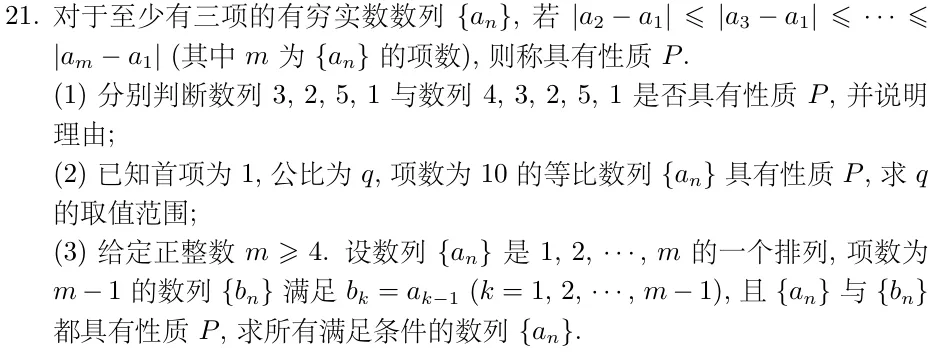 21. 对于至少有三项的有穷实数数列 {aₙ}, 若 |a₂ − a₁| ⩽ |a₃ − a₁| ⩽ ⋯ ⩽
|aₘ − a₁| (其中 m 为 {aₙ} 的项数), 则称具有性质 P.
(1) 分别判断数列 3, 2, 5, 1 与数列 4, 3, 2, 5, 1 是否具有性质 P, 并说明
理由;
(2) 已知首项为 1, 公比为 q, 项数为 10 的等比数列 {aₙ} 具有性质 P, 求 q
的取值范围;
(3) 给定正整数 m ⩾ 4. 设数列 {aₙ} 是 1, 2, ⋯, m 的一个排列, 项数为
m − 1 的数列 {bₙ} 满足 bₖ = aₖ₋₁ (k = 1, 2, ⋯, m − 1), 且 {aₙ} 与 {bₙ}
都具有性质 P, 求所有满足条件的数列 {aₙ}.